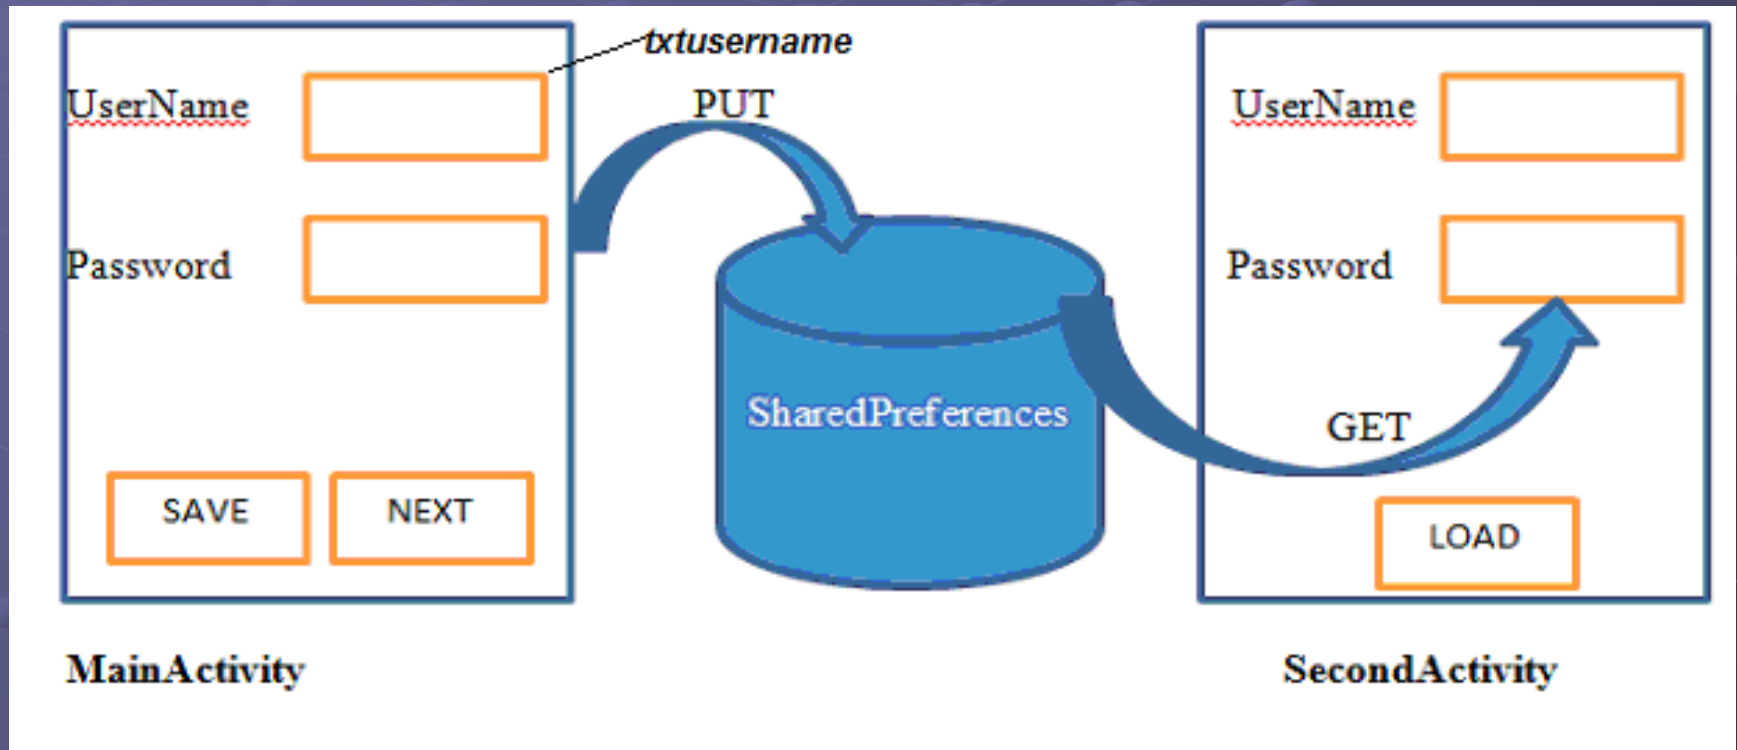 txtusername
UserName
PUT
Password
SAVE
NEXT
MainActivity
SharedPreferences
UserName
Password
GET
LOAD
SecondActivity